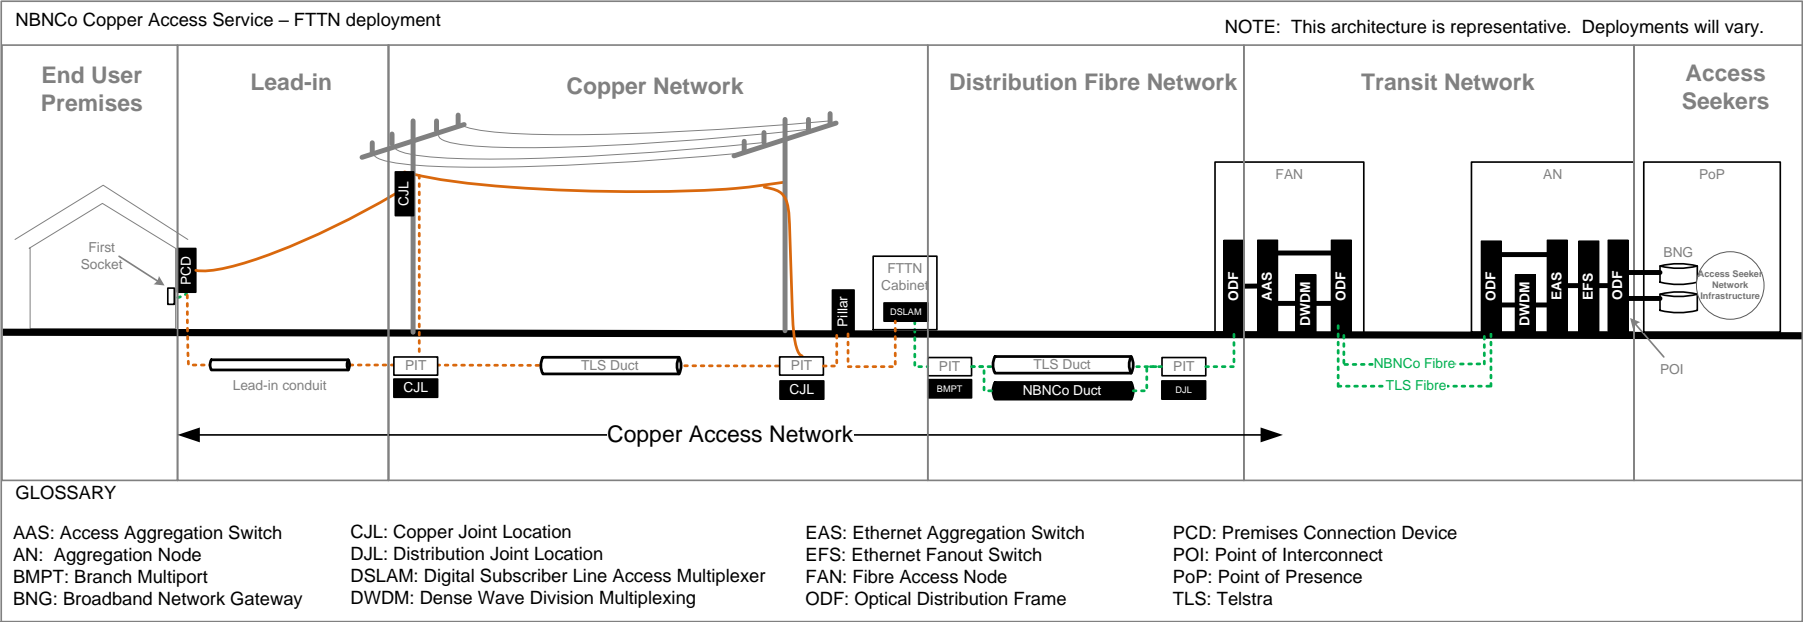 NBNCo Copper Access Service – FTTN deployment
NOTE: This architecture is representative. Deployments will vary.
End User
Premises
Lead-in
Copper Network
Distribution Fibre Network
Transit Network
Access
Seekers
FAN
AN
PoP
CJL
First
Socket
PCD
FTTN
Cabinet
DSLAM
Pillar
ODF
AAS
DWDM
ODF
ODF
DWDM
EAS
EFS
ODF
BNG
Access Seeker
Network
Infrastructure
PIT
CJL
TLS Duct
PIT
CJL
PIT
BMPT
TLS Duct
NBNCo Duct
PIT
DJL
NBNCo Fibre
TLS Fibre
POI
Lead-in conduit
Copper Access Network
GLOSSARY
AAS: Access Aggregation Switch
AN: Aggregation Node
BMPT: Branch Multiport
BNG: Broadband Network Gateway
CJL: Copper Joint Location
DJL: Distribution Joint Location
DSLAM: Digital Subscriber Line Access Multiplexer
DWDM: Dense Wave Division Multiplexing
EAS: Ethernet Aggregation Switch
EFS: Ethernet Fanout Switch
FAN: Fibre Access Node
ODF: Optical Distribution Frame
PCD: Premises Connection Device
POI: Point of Interconnect
PoP: Point of Presence
TLS: Telstra